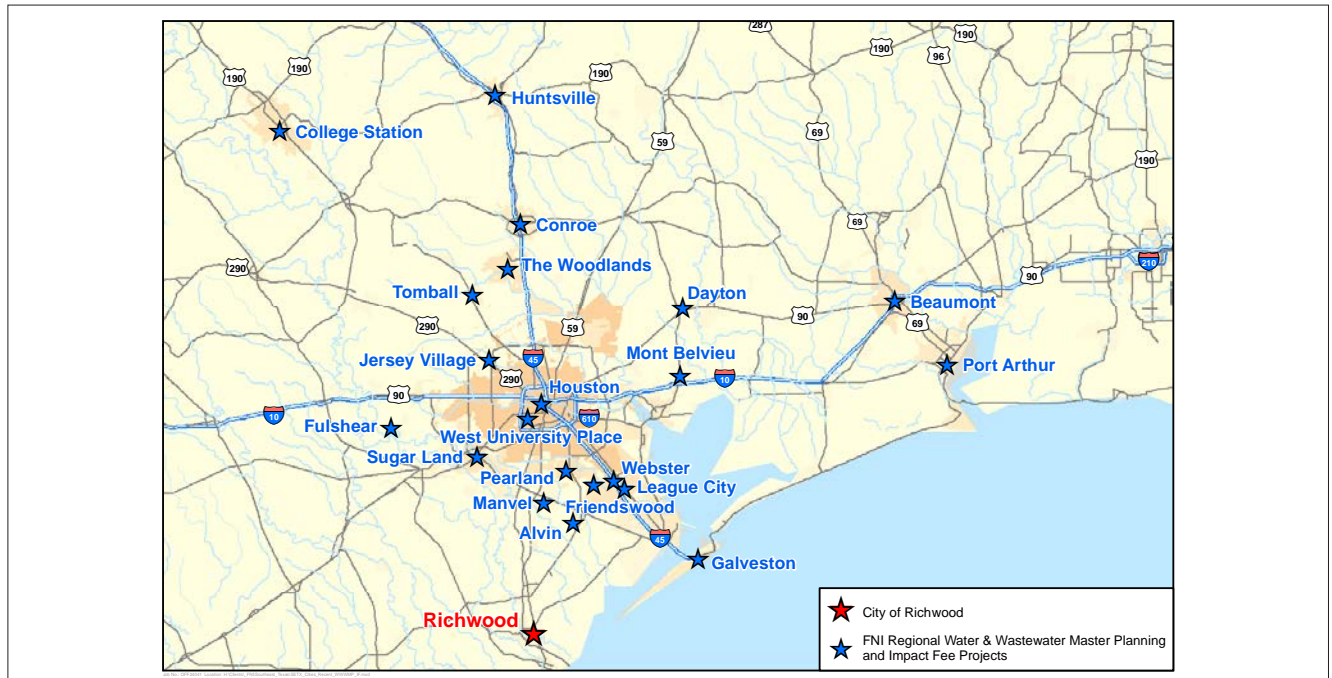 287
190
190
96
190
190
190
Huntsville
College Station
59
69
190
Conroe
69
The Woodlands
290
210
90
Tomball
Dayton
Beaumont
90
69
290
59
Jersey Village
45
Mont Belvieu
Port Arthur
290
10
Houston
90
10
610
Fulshear
West University Place
Sugar Land
Webster
Pearland
League City
Manvel
Friendswood
Alvin
45
Galveston
Richwood
City of Richwood
FNI Regional Water & Wastewater Master Planning
and Impact Fee Projects